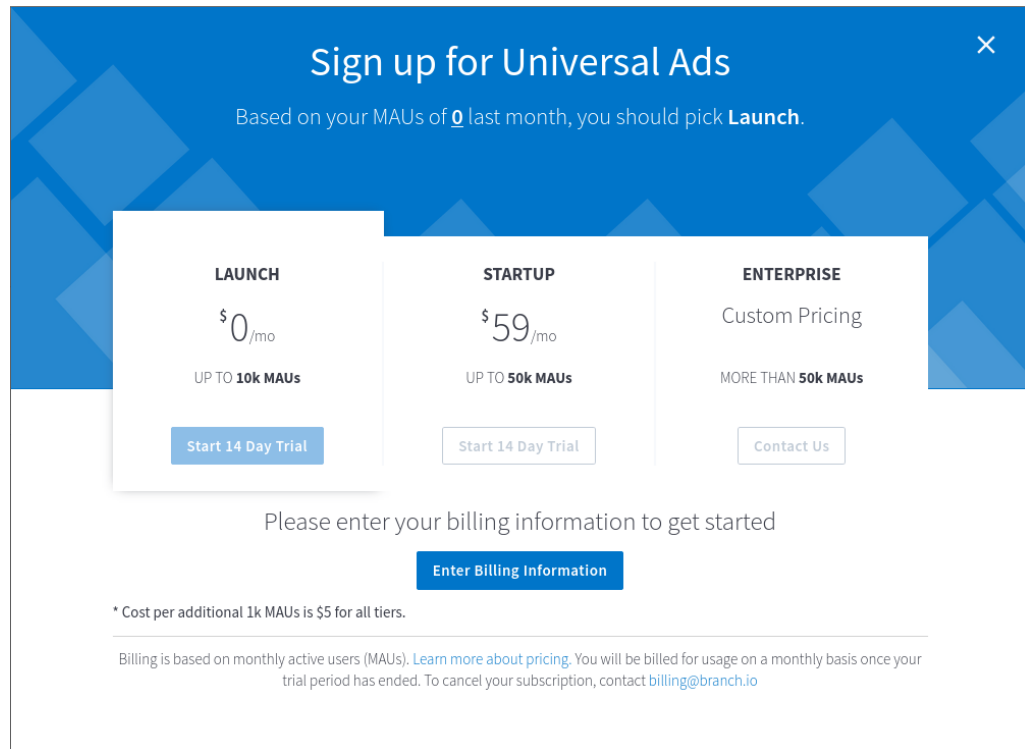 Sign up for Universal Ads
Based on your MAUs of 0 last month, you should pick Launch.
LAUNCH
$0/mo
UP TO 10k MAUs
Start 14 Day Trial
STARTUP
$59/mo
UP TO 50k MAUs
Start 14 Day Trial
ENTERPRISE
Custom Pricing
MORE THAN 50k MAUs
Contact Us
Please enter your billing information to get started
Enter Billing Information
* Cost per additional 1k MAUs is $5 for all tiers.
Billing is based on monthly active users (MAUs). Learn more about pricing. You will be billed for usage on a monthly basis once your
trial period has ended. To cancel your subscription, contact billing@branch.io